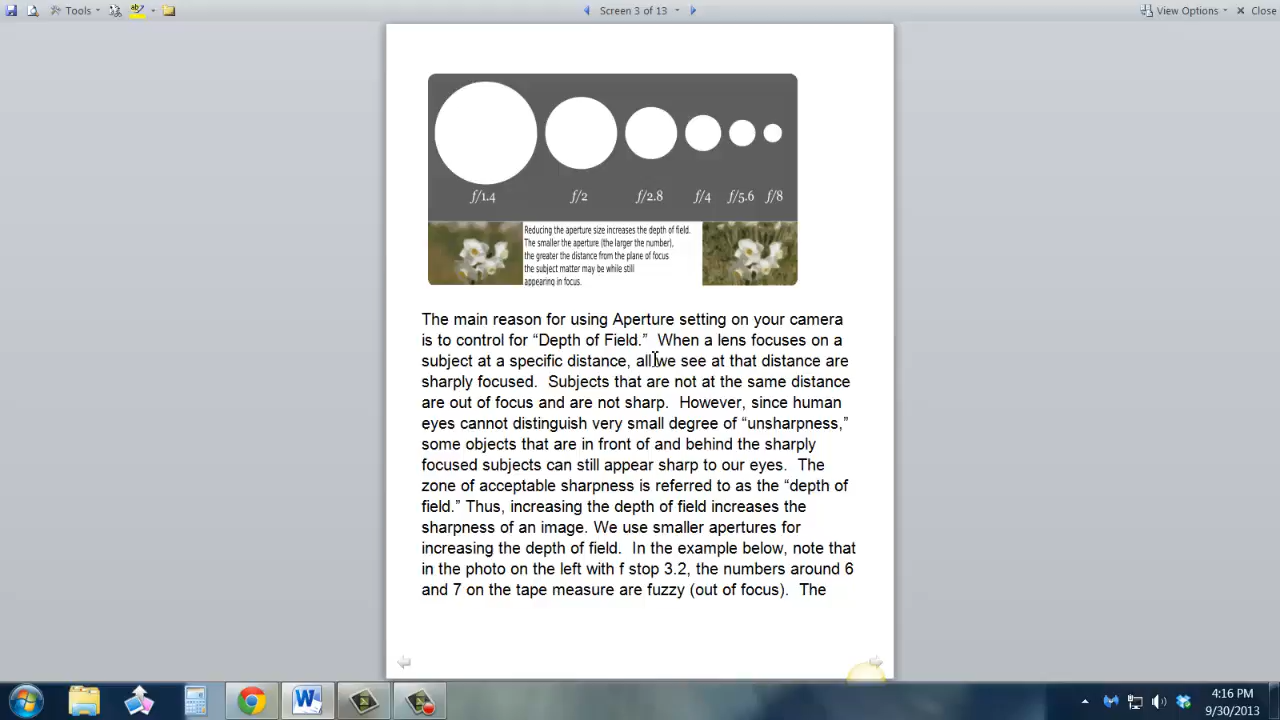 Tools
Screen 3 of 13
View Options
Close
f/1.4 f/2 f/2.8 f/4 f/5.6 f/8
Reducing the aperture size increases the depth of field.
The smaller the aperture (the larger the number),
the greater the distance from the plane of focus
the subject matter may be while still
appearing in focus.
The main reason for using Aperture setting on your camera
is to control for “Depth of Field.” When a lens focuses on a
subject at a specific distance, all we see at that distance are
sharply focused. Subjects that are not at the same distance
are out of focus and are not sharp. However, since human
eyes cannot distinguish very small degree of “unsharpness,”
some objects that are in front of and behind the sharply
focused subjects can still appear sharp to our eyes. The
zone of acceptable sharpness is referred to as the “depth of
field.” Thus, increasing the depth of field increases the
sharpness of an image. We use smaller apertures for
increasing the depth of field. In the example below, note that
in the photo on the left with f stop 3.2, the numbers around 6
and 7 on the tape measure are fuzzy (out of focus). The
4:16 PM
9/30/2013